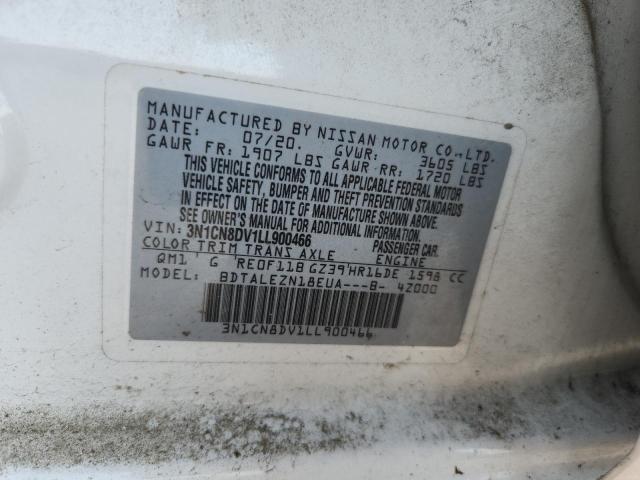 MANUFACTURED BY NISSAN MOTOR CO., LTD.
DATE: 07/20. GVWR: 3605 LBS
GAWR FR: 1907 LBS GAWR RR: 1720 LBS
THIS VEHICLE CONFORMS TO ALL APPLICABLE FEDERAL MOTOR
VEHICLE SAFETY, BUMPER AND THEFT PREVENTION STANDARDS
IN EFFECT ON THE DATE OF MANUFACTURE SHOWN ABOVE.
SEE OWNER'S MANUAL FOR ADDITIONAL INFORMATION.
VIN: 3N1CN8DV1LL900466 PASSENGER CAR.
COLOR TRIM TRANS AXLE ENGINE
QM1 G RE0F11B GZ39 HR16DE 1598 CC
MODEL: BDTALEZN18EUA---B- 4Z000
3N1CN8DV1LL900466